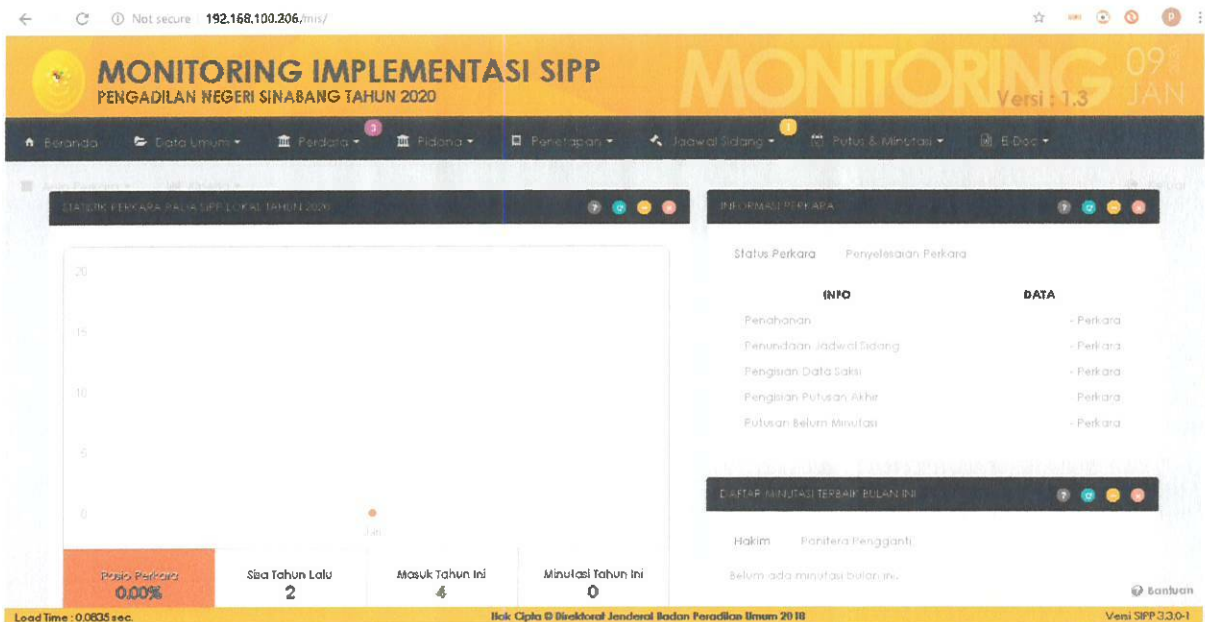 Not secure 192.168.100.206/mis/
MONITORING IMPLEMENTASI SIPP
PENGADILAN NEGERI SINABANG TAHUN 2020
MONITORING
09
JAN
Versi : 1.3
Beranda Data Umum Perdata 3 Pidana Penetapan Jadwal Sidang Putus & Minutasi E-Doc
STATISTIK PERKARA PADA SIPP LOKAL TAHUN 2020
INFORMASI PERKARA
Status Perkara Penyelesaian Perkara
INFO DATA
Penahanan - Perkara
Penundaan Jadwal Sidang - Perkara
Pengisian Data Saksi - Perkara
Pengisian Putusan Akhir - Perkara
Putusan Belum Minutasi - Perkara
20
15
10
5
0
JAN
DAFTAR MINUTASI TERBAIK BULAN INI
Hakim Panitera Pengganti
Belum ada minutasi bulan ini.
Rasio Perkara Sisa Tahun Lalu Masuk Tahun Ini Minutasi Tahun Ini
0.00% 2 4 0
Bantuan
Load Time : 0.0835 sec. Hak Cipta © Direktorat Jenderal Badan Peradilan Umum 2018 Versi SIPP 3.3.0-1